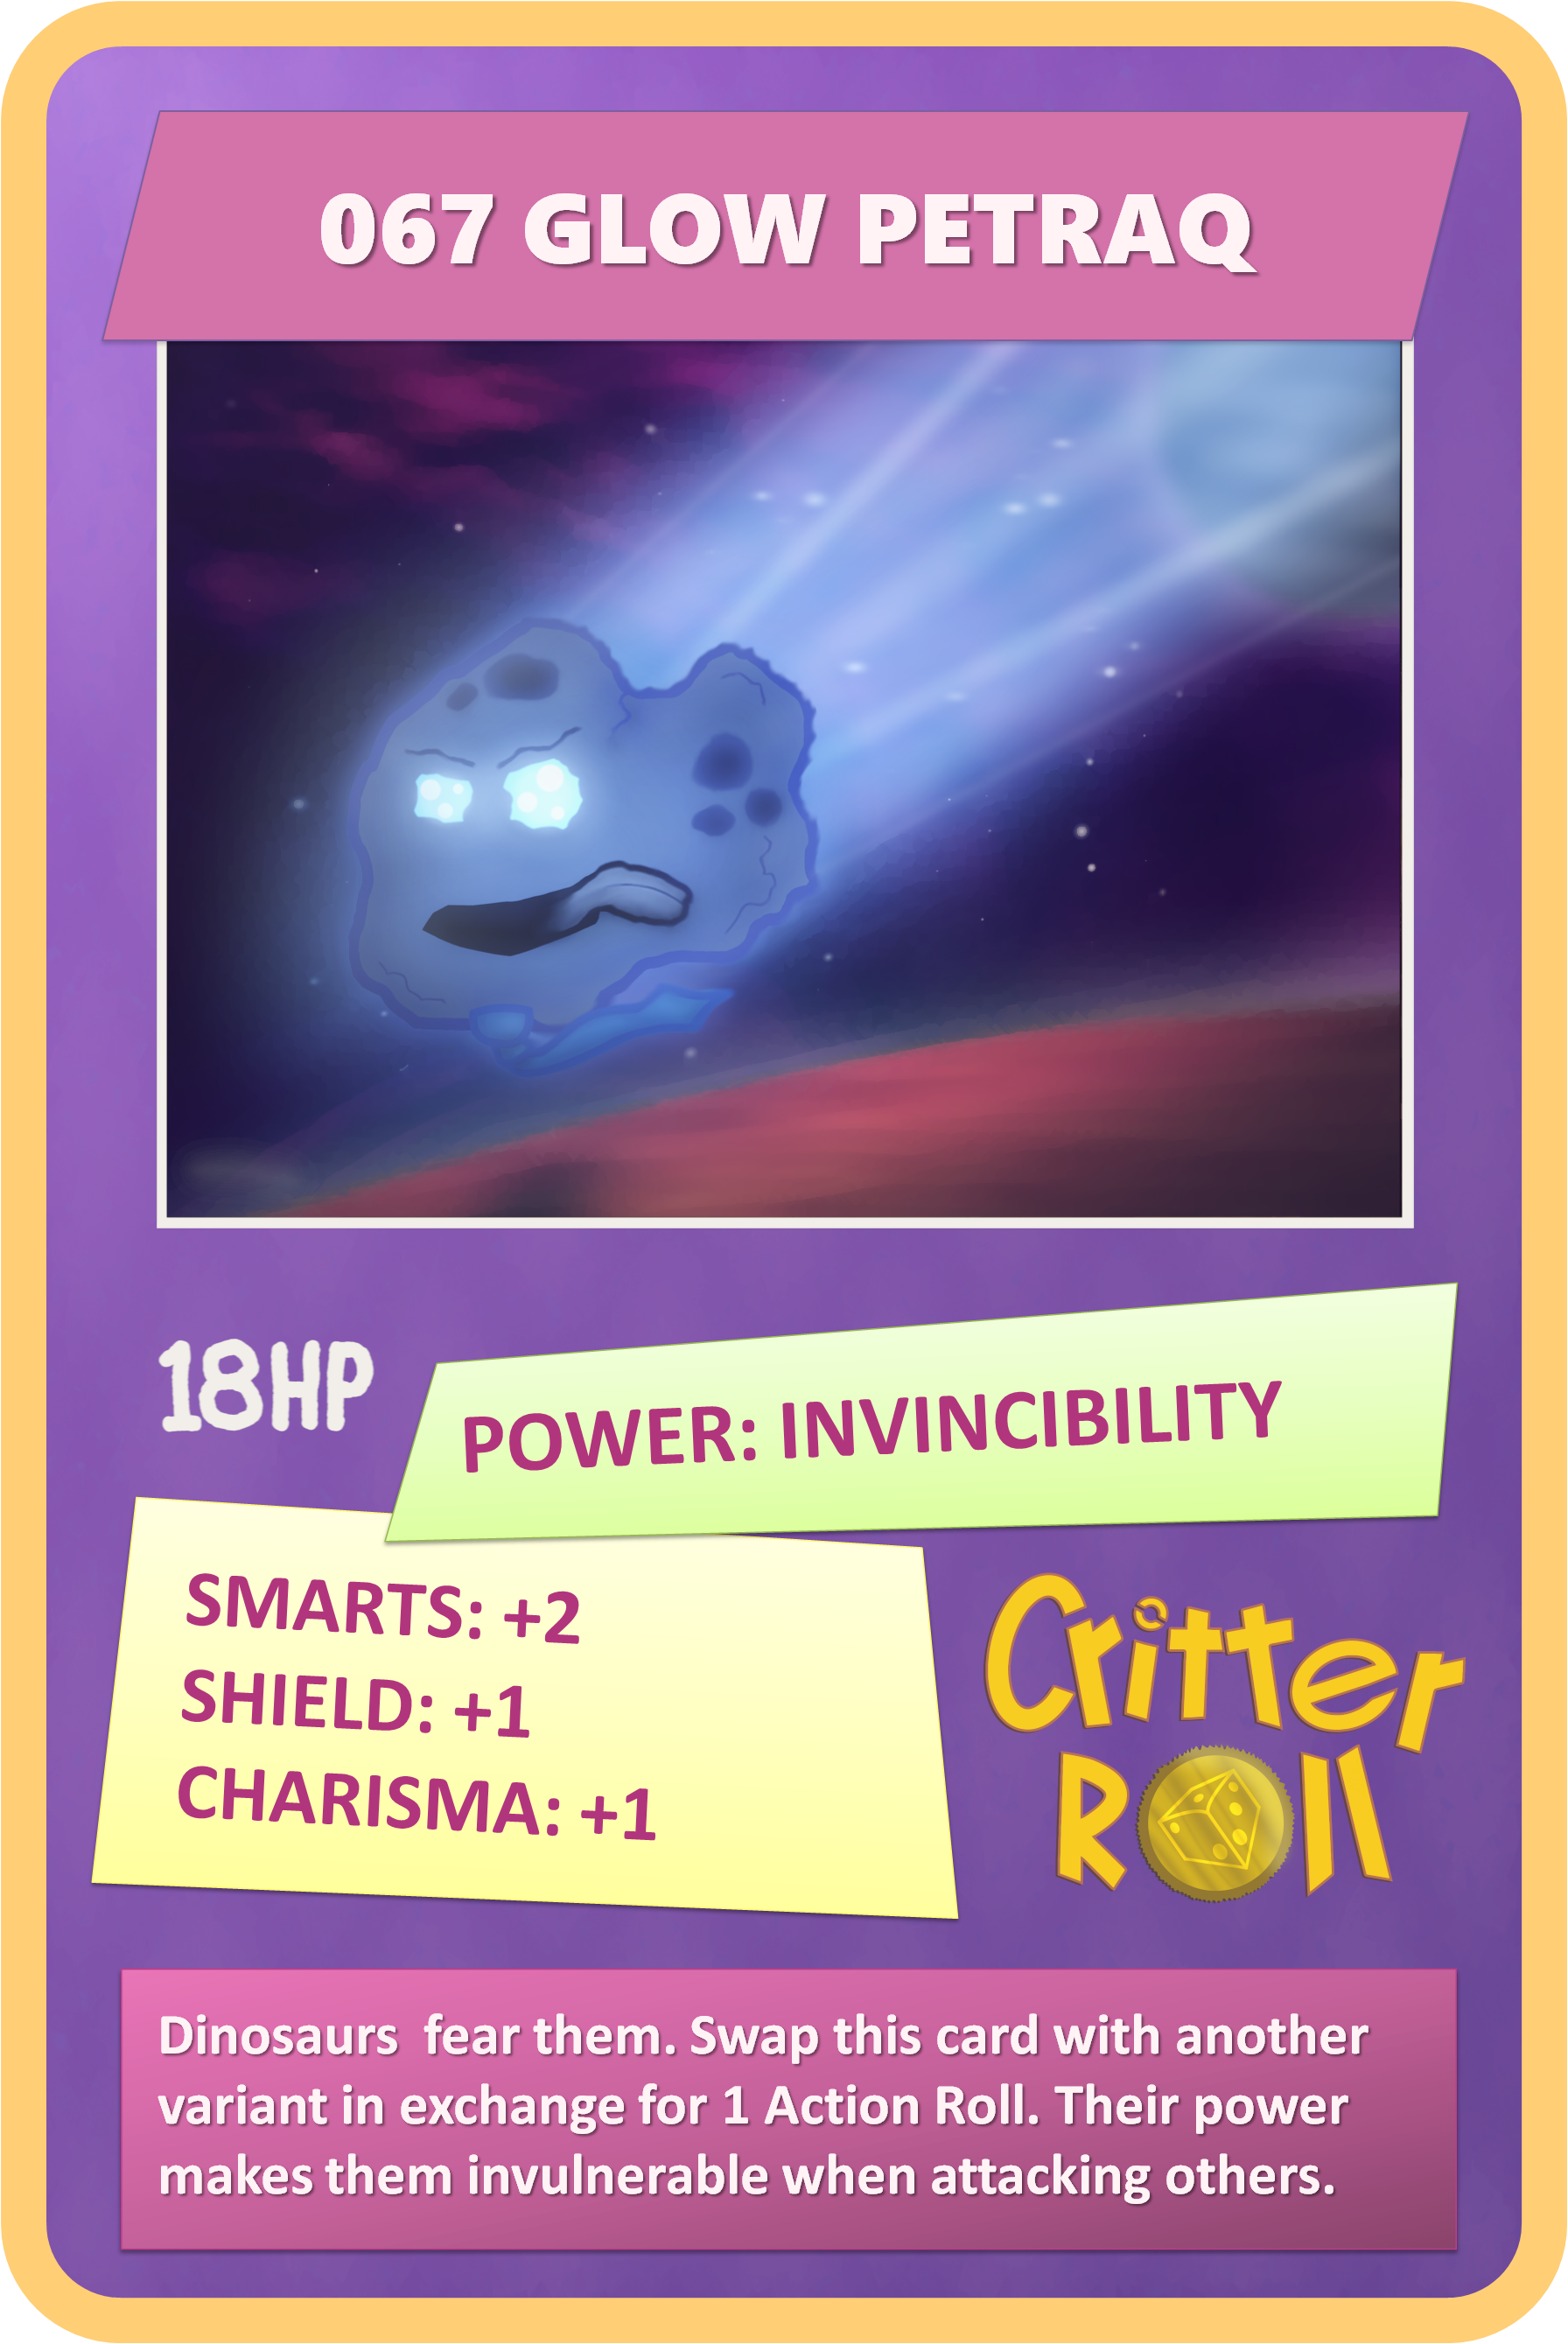 067 GLOW PETRAQ
18HP
POWER: INVINCIBILITY
SMARTS: +2
SHIELD: +1
CHARISMA: +1
Critter
Roll
Dinosaurs  fear them. Swap this card with another
variant in exchange for 1 Action Roll. Their power
makes them invulnerable when attacking others.